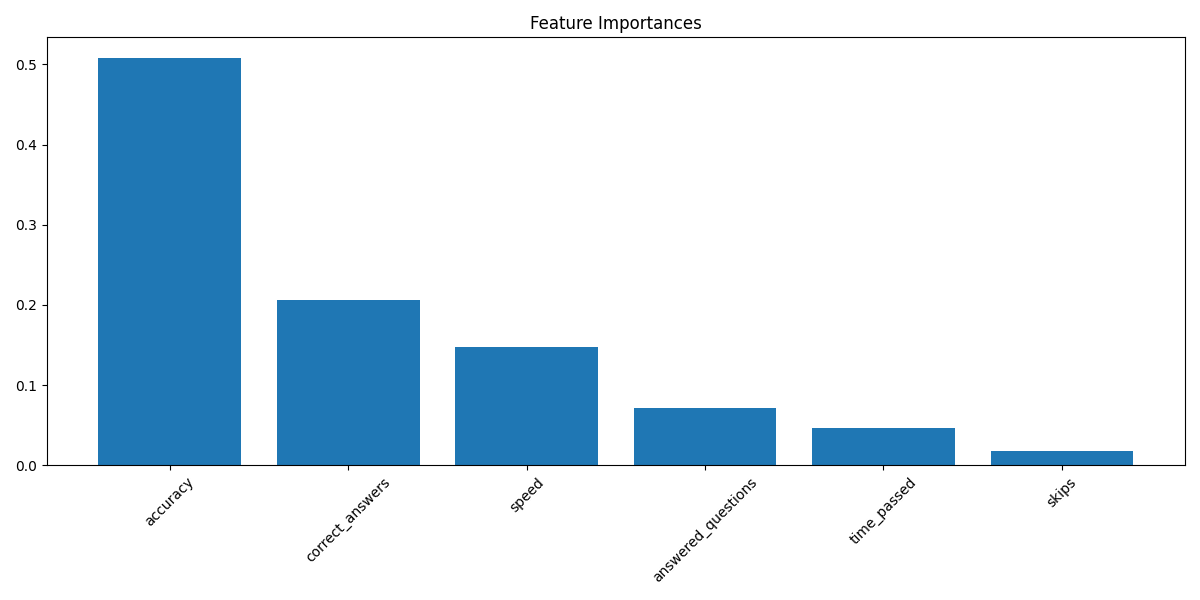 Feature Importances
0.5
0.4
0.3
0.2
0.1
0.0
accuracy
correct_answers
speed
answered_questions
time_passed
skips